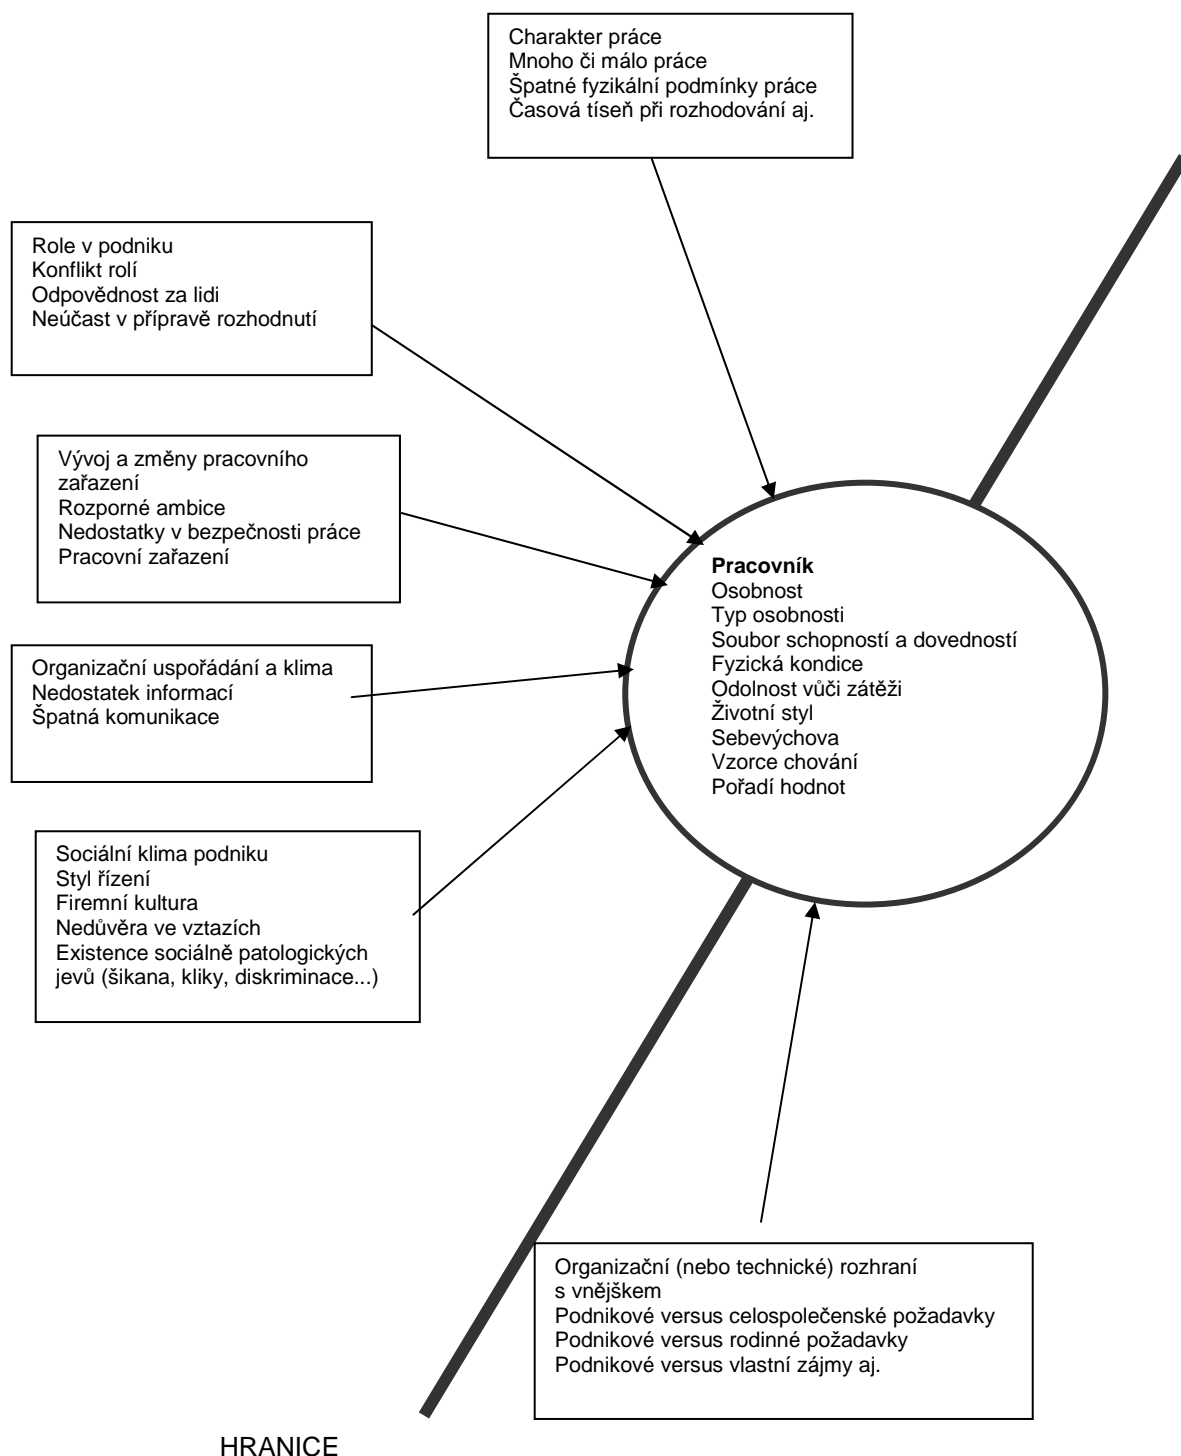 Charakter práce
Mnoho či málo práce
Špatné fyzikální podmínky práce
Časová tíseň při rozhodování aj.
Role v podniku
Konflikt rolí
Odpovědnost za lidi
Neúčast v přípravě rozhodnutí
Vývoj a změny pracovního
zařazení
Rozporné ambice
Nedostatky v bezpečnosti práce
Pracovní zařazení
Pracovník
Osobnost
Typ osobnosti
Soubor schopností a dovedností
Fyzická kondice
Odolnost vůči zátěži
Životní styl
Sebevýchova
Vzorce chování
Pořadí hodnot
Organizační uspořádání a klima
Nedostatek informací
Špatná komunikace
Sociální klima podniku
Styl řízení
Firemní kultura
Nedůvěra ve vztazích
Existence sociálně patologických
jevů (šikana, kliky, diskriminace...)
Organizační (nebo technické) rozhraní
s vnějškem
Podnikové versus celospolečenské požadavky
Podnikové versus rodinné požadavky
Podnikové versus vlastní zájmy aj.
HRANICE